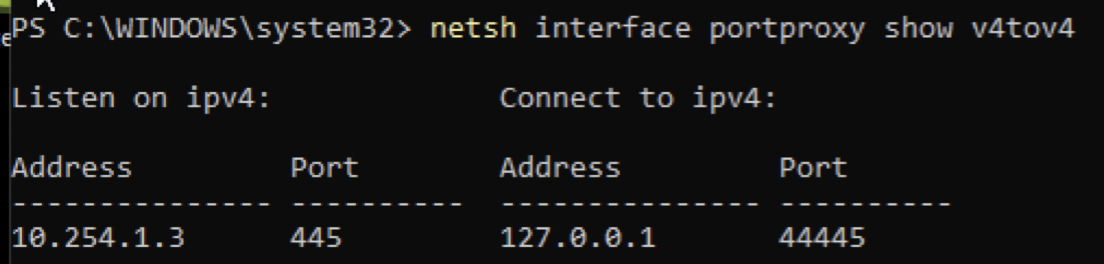 PS C:\WINDOWS\system32> netsh interface portproxy show v4tov4
Listen on ipv4:             Connect to ipv4:
Address         Port        Address         Port
--------------- ----------  --------------- ----------
10.254.1.3      445         127.0.0.1       44445